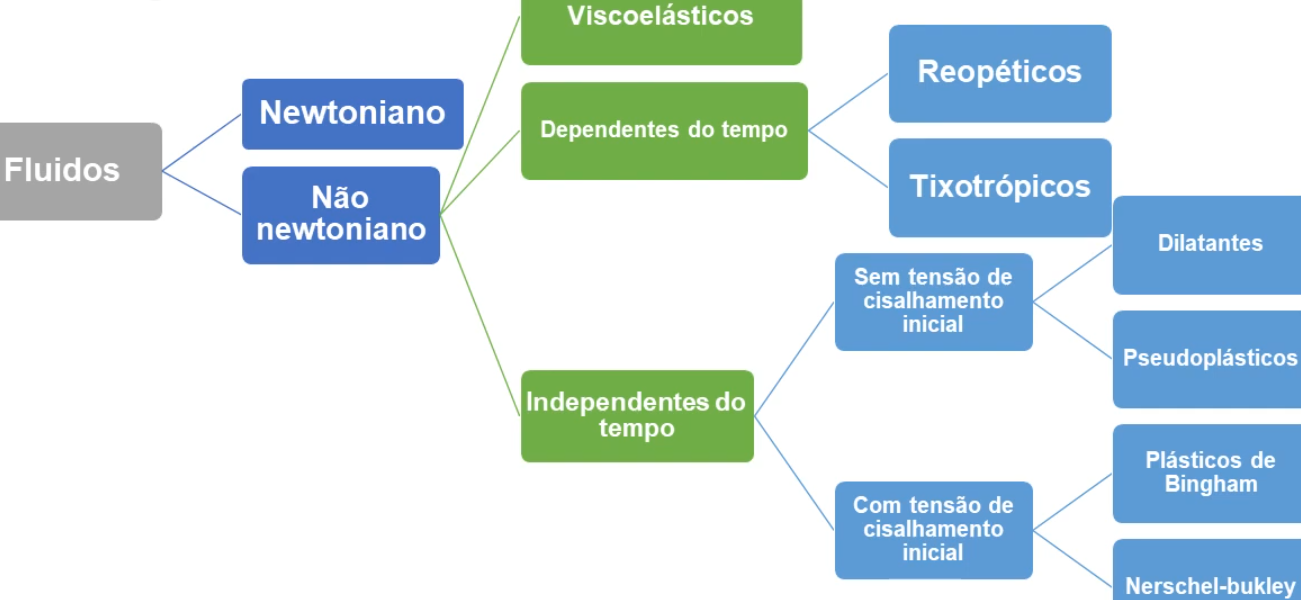 Fluidos
Newtoniano
Não
newtoniano
Viscoelásticos
Dependentes do tempo
Independentes do
tempo
Reopéticos
Tixotrópicos
Sem tensão de
cisalhamento
inicial
Com tensão de
cisalhamento
inicial
Dilatantes
Pseudoplásticos
Plásticos de
Bingham
Nerschel-bukley